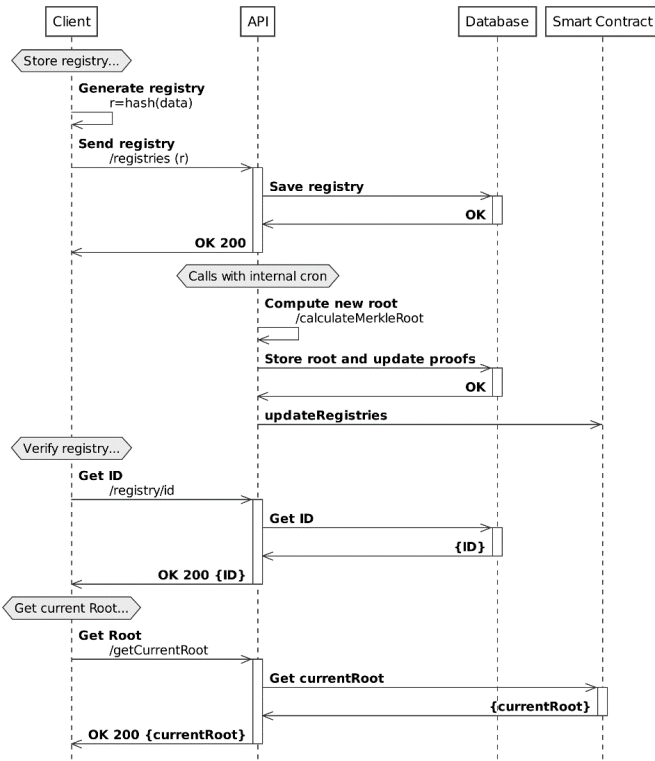 Client
API
Database
Smart Contract
Store registry...
Generate registry
r=hash(data)
Send registry
/registries (r)
Save registry
OK
OK 200
Calls with internal cron
Compute new root
/calculateMerkleRoot
Store root and update proofs
OK
updateRegistries
Verify registry...
Get ID
/registry/id
Get ID
{ID}
OK 200 {ID}
Get current Root...
Get Root
/getCurrentRoot
Get currentRoot
{currentRoot}
OK 200 {currentRoot}